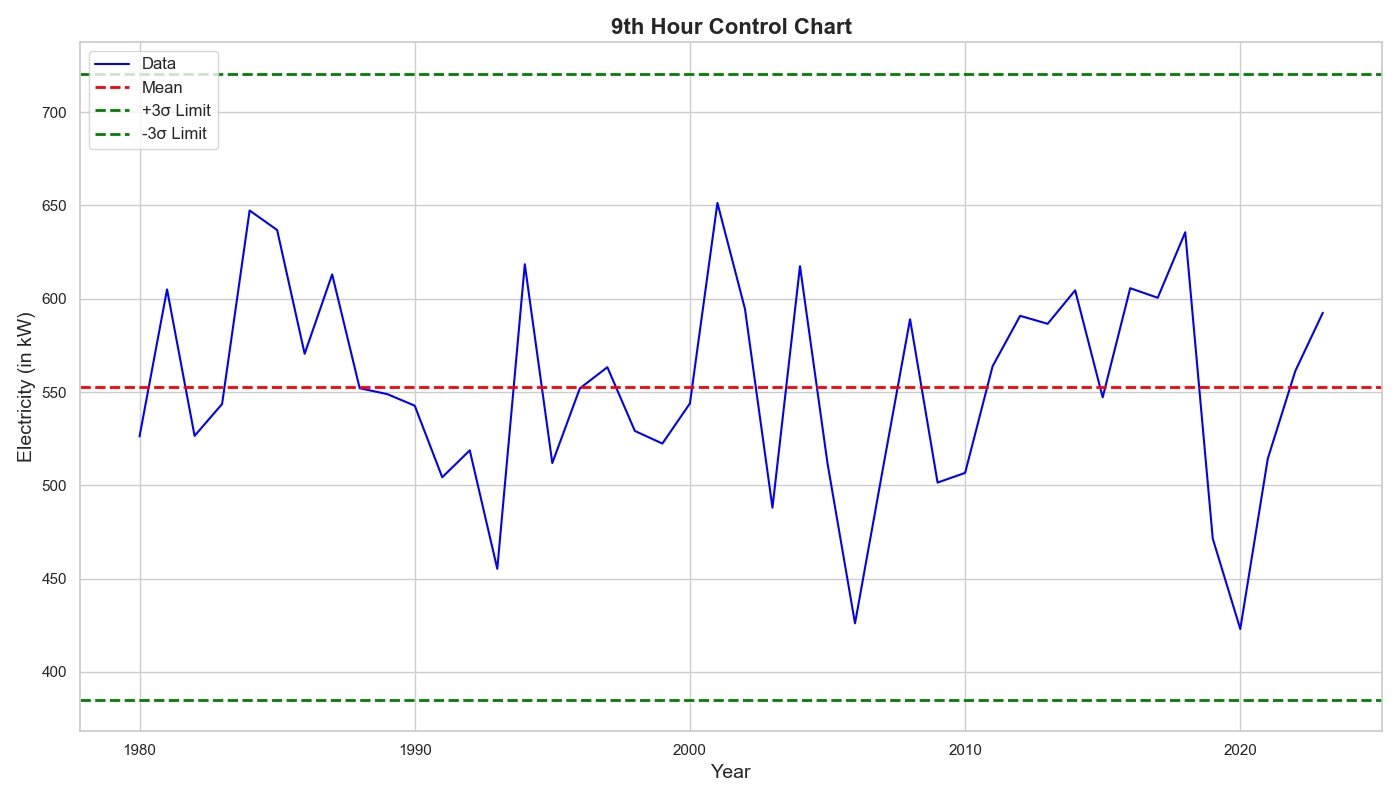 9th Hour Control Chart
Data
Mean
+3σ Limit
-3σ Limit
Electricity (in kW)
700
650
600
550
500
450
400
1980 1990 2000 2010 2020
Year